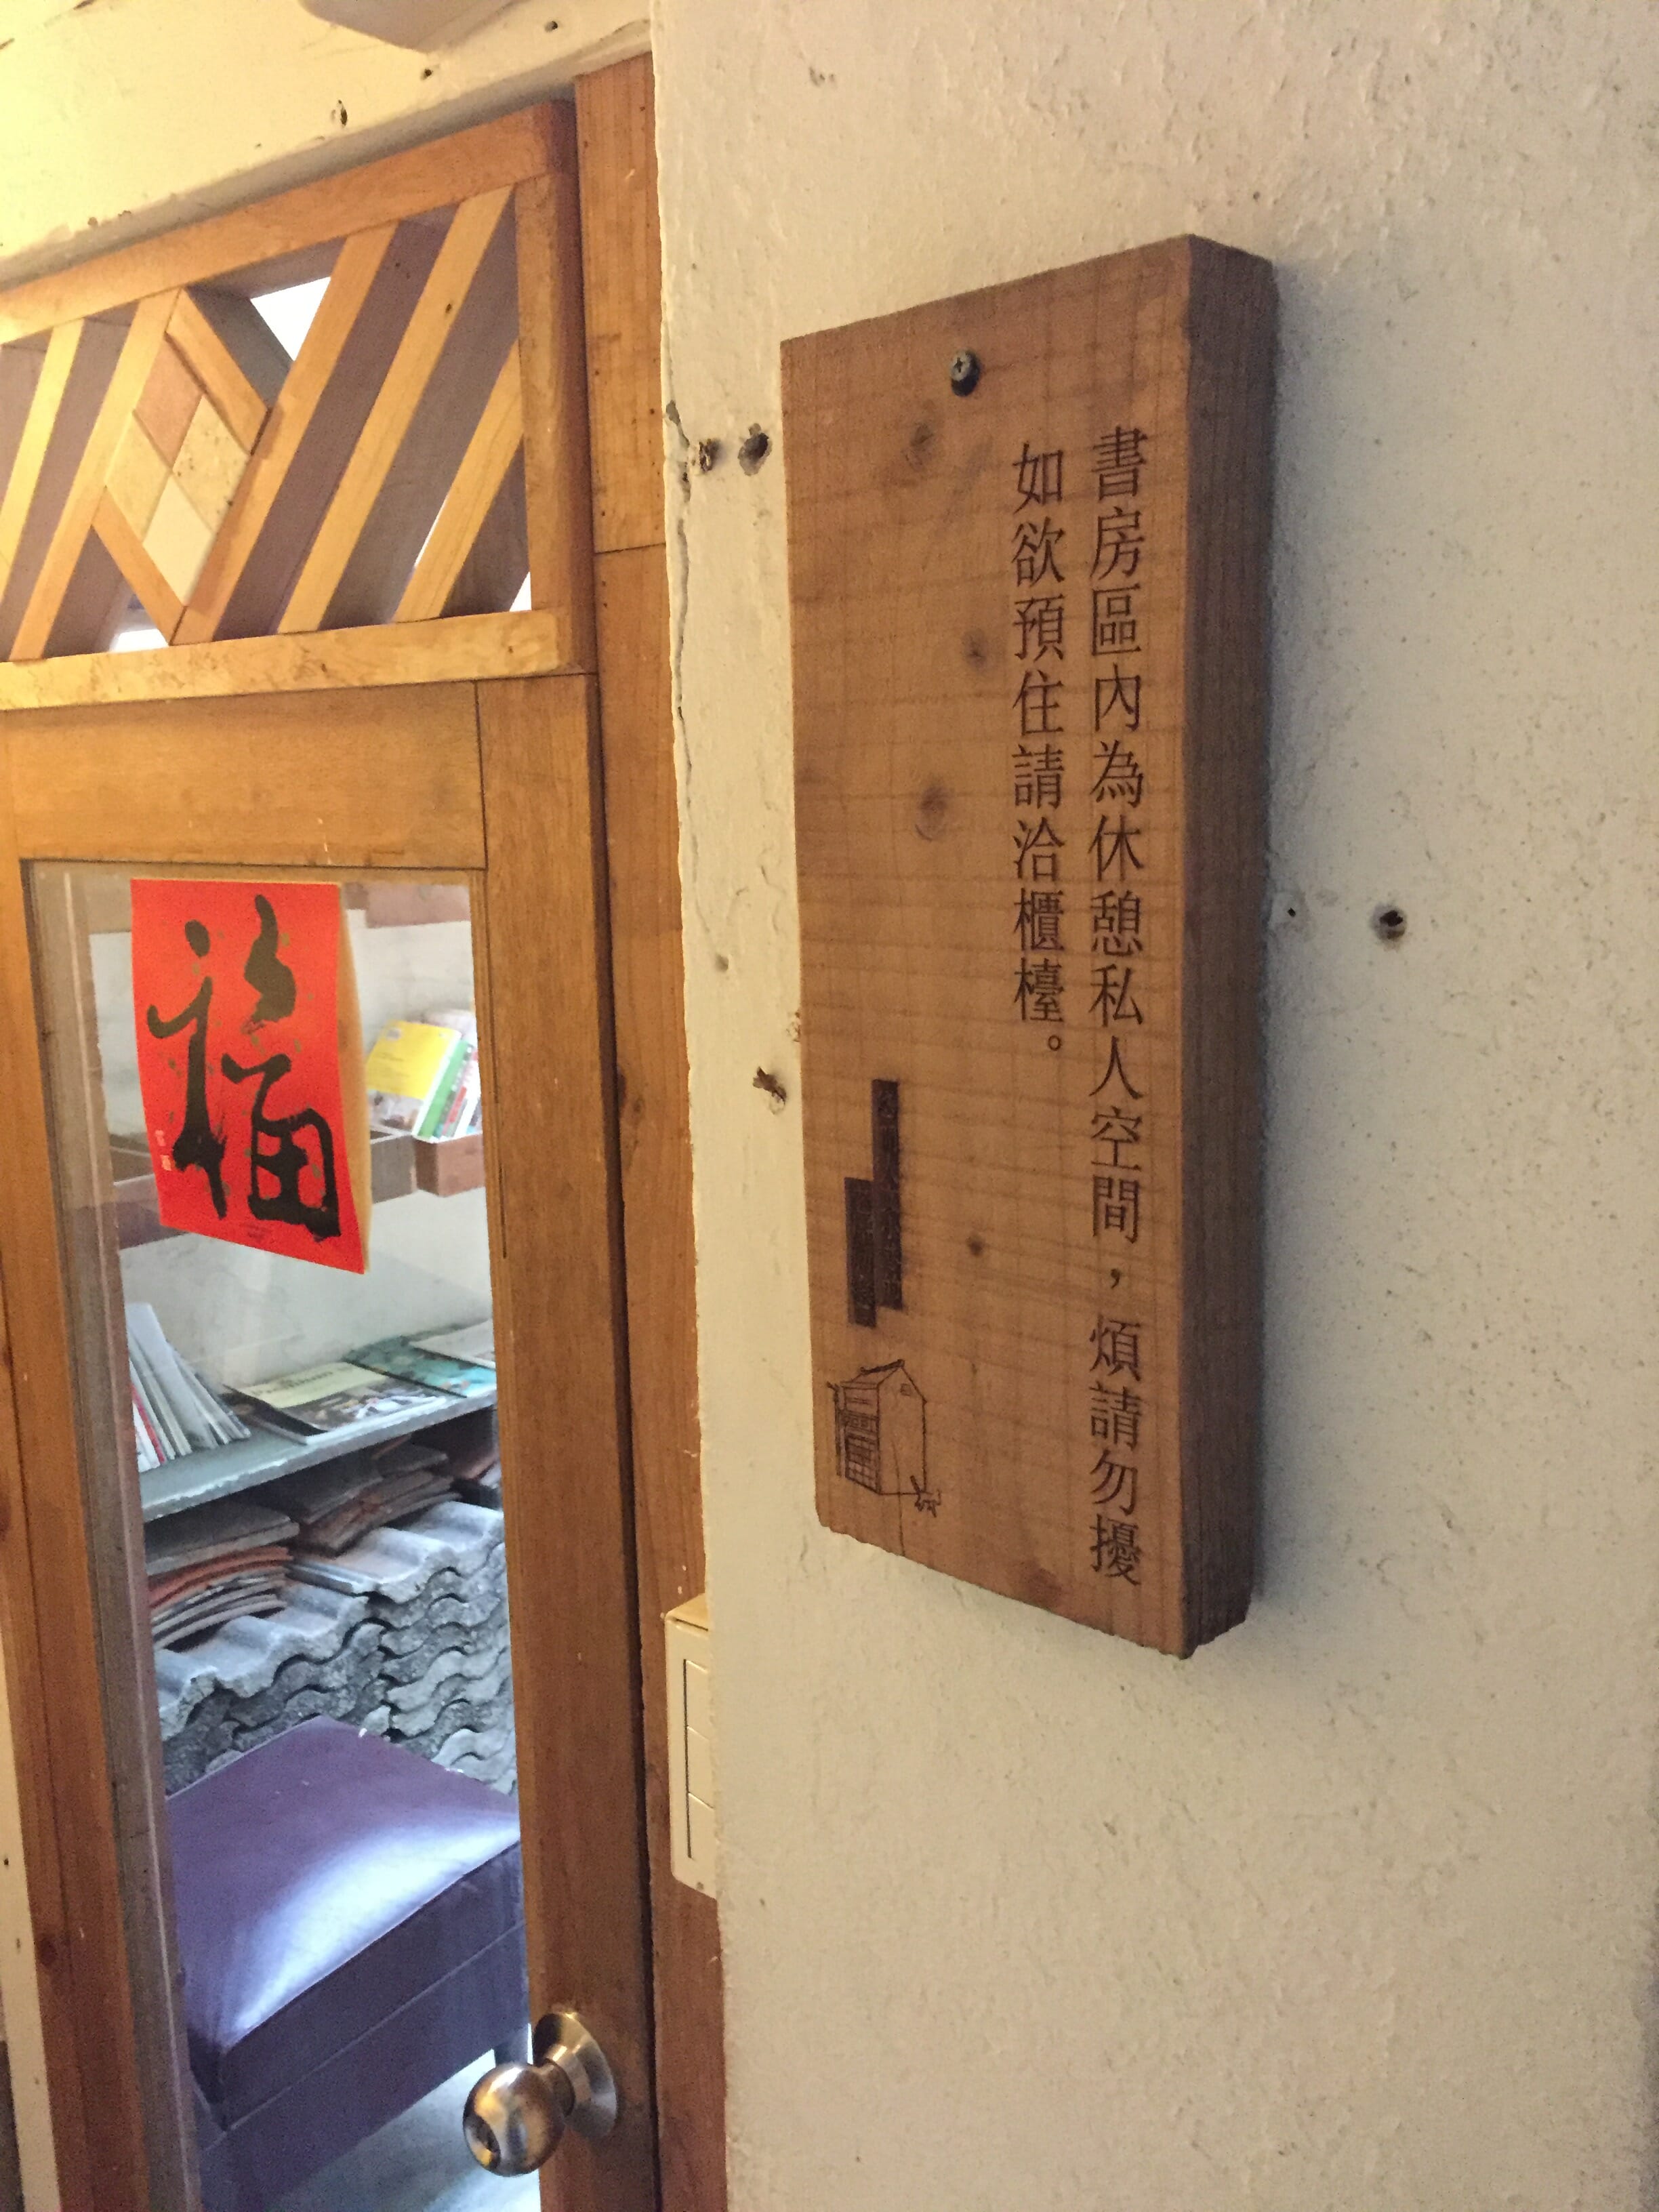 書房區內為休憩私人空間，煩請勿擾
如欲預住請洽櫃檯。
福